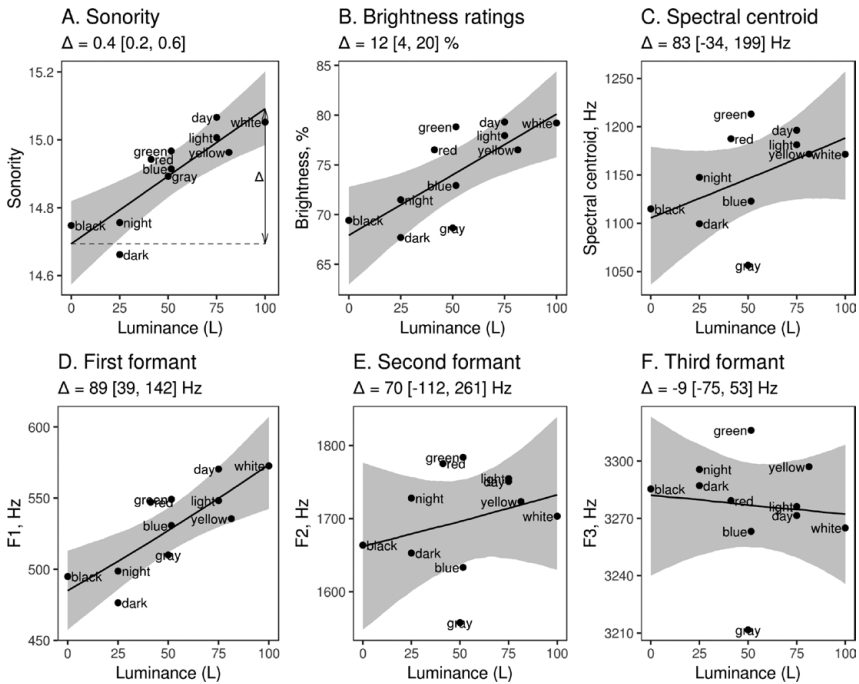 A. Sonority
Δ = 0.4 [0.2, 0.6]
15.2
15.0
14.8
14.6
Sonority
day
light
white
green
red
blue
yellow
gray
Δ
black
night
dark
0 25 50 75 100
Luminance (L)
B. Brightness ratings
Δ = 12 [4, 20] %
85
80
75
70
65
Brightness, %
green
day
white
light
red
yellow
blue
night
black
gray
dark
0 25 50 75 100
Luminance (L)
C. Spectral centroid
Δ = 83 [-34, 199] Hz
1250
1200
1150
1100
1050
Spectral centroid, Hz
green
day
red
light
yellow
white
night
blue
black
dark
gray
0 25 50 75 100
Luminance (L)
D. First formant
Δ = 89 [39, 142] Hz
600
550
500
450
F1, Hz
day
white
green
red
light
blue
yellow
gray
black
night
dark
0 25 50 75 100
Luminance (L)
E. Second formant
Δ = 70 [-112, 261] Hz
1800
1700
1600
F2, Hz
green
red
light
day
night
yellow
white
black
dark
blue
gray
0 25 50 75 100
Luminance (L)
F. Third formant
Δ = -9 [-75, 53] Hz
3300
3270
3240
3210
F3, Hz
green
night
yellow
black
dark
red
light
day
blue
white
gray
0 25 50 75 100
Luminance (L)